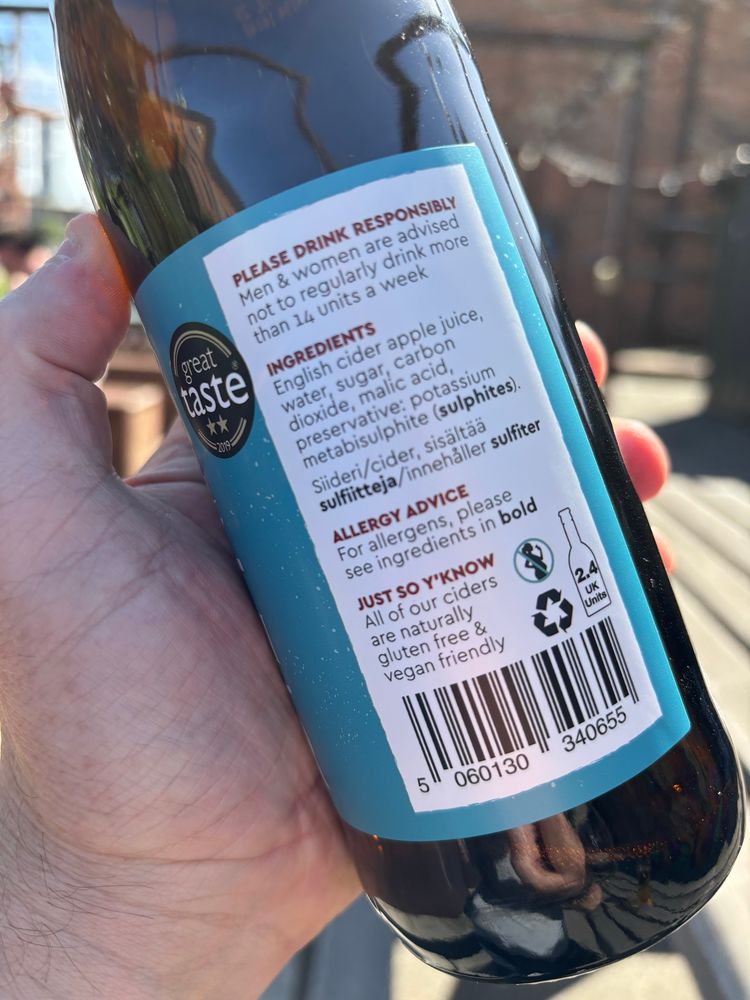 PLEASE DRINK RESPONSIBLY
Men & women are advised
not to regularly drink more
than 14 units a week
INGREDIENTS
English cider apple juice,
water, sugar, carbon
dioxide, malic acid,
preservative: potassium
metabisulphite (sulphites).
Siideri/cider, sisältää
sulfiitteja/innehåller sulfiter
ALLERGY ADVICE
For allergens, please
see ingredients in bold
JUST SO Y'KNOW
All of our ciders
are naturally
gluten free &
vegan friendly
2.4
UK
Units
5 060130 340655
great
taste®
2019